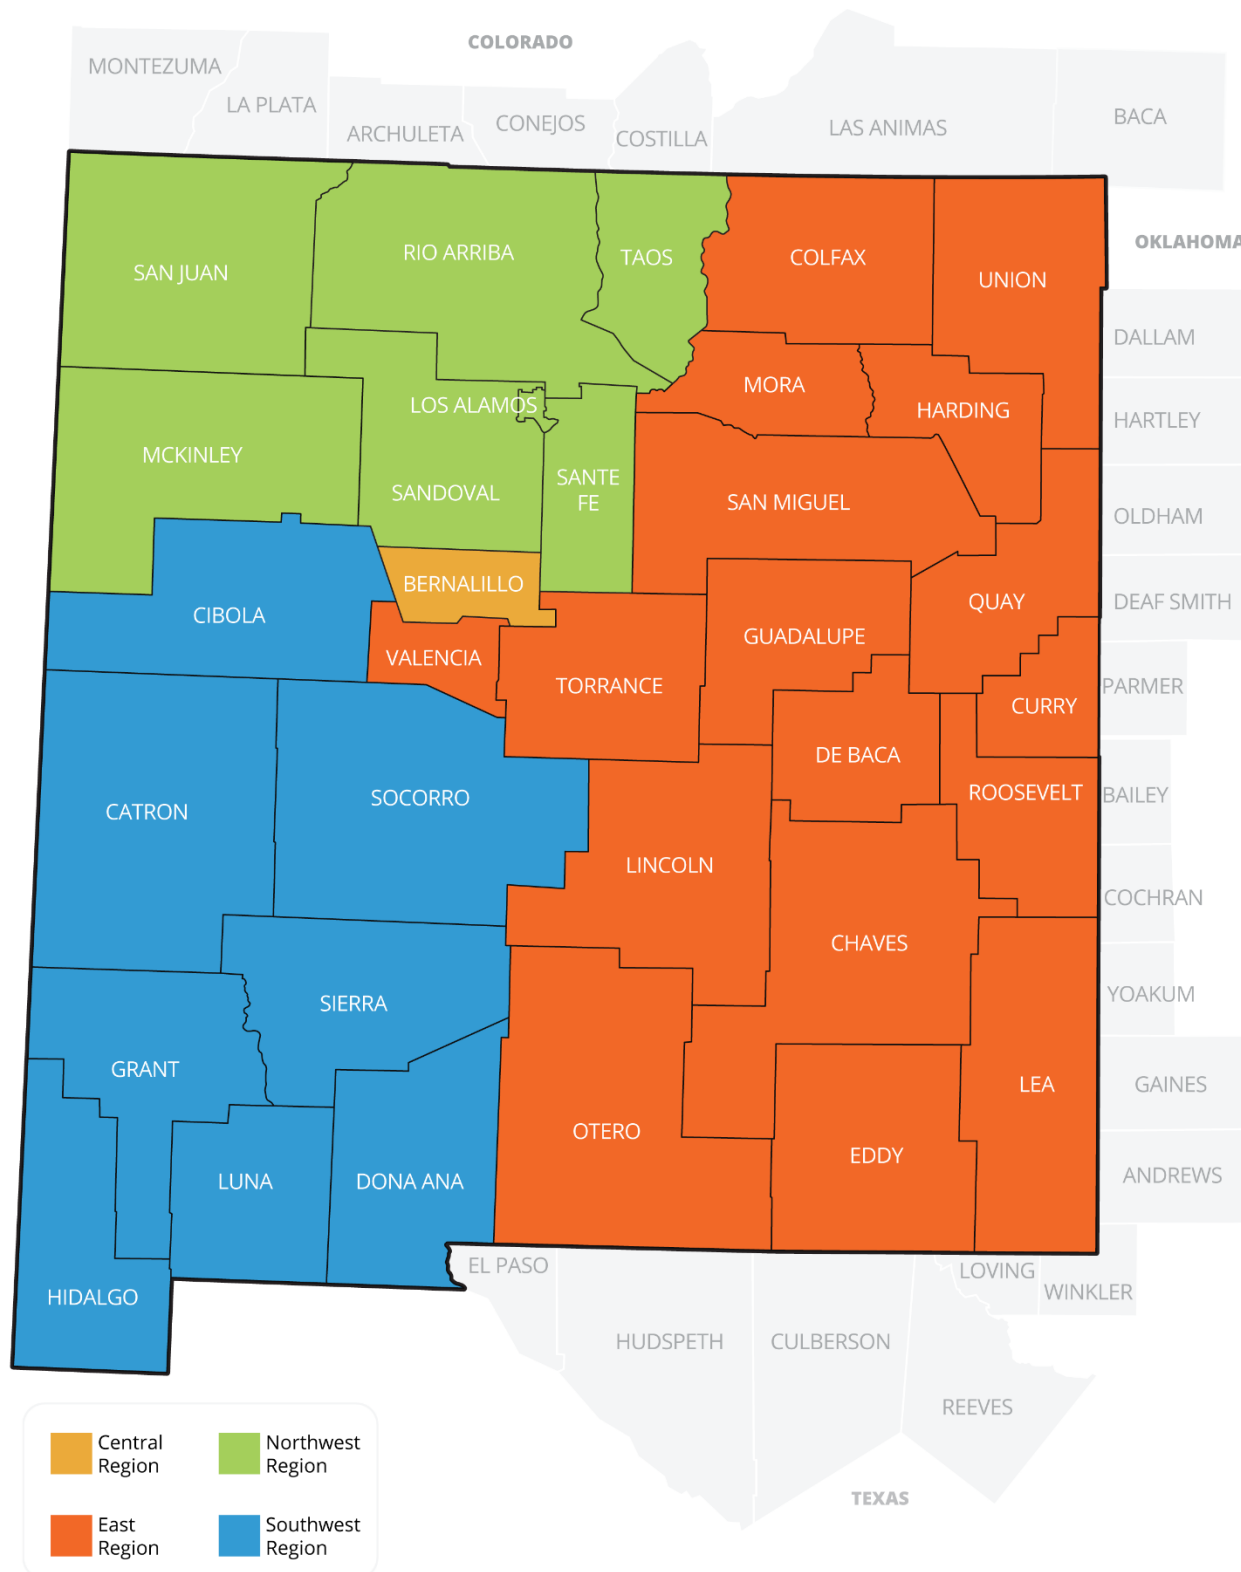 COLORADO
MONTEZUMA
LA PLATA
ARCHULETA
CONEJOS
COSTILLA
LAS ANIMAS
BACA
OKLAHOMA
SAN JUAN
RIO ARRIBA
TAOS
COLFAX
UNION
DALLAM
MORA
HARDING
HARTLEY
LOS ALAMOS
MCKINLEY
SANDOVAL
SANTE
FE
SAN MIGUEL
OLDHAM
BERNALILLO
CIBOLA
QUAY
DEAF SMITH
GUADALUPE
VALENCIA
TORRANCE
PARMER
CURRY
DE BACA
CATRON
SOCORRO
ROOSEVELT
BAILEY
LINCOLN
COCHRAN
CHAVES
SIERRA
YOAKUM
GRANT
LEA
GAINES
OTERO
EDDY
ANDREWS
LUNA
DONA ANA
EL PASO
LOVING
WINKLER
HIDALGO
HUDSPETH
CULBERSON
REEVES
TEXAS
Central
Region
Northwest
Region
East
Region
Southwest
Region